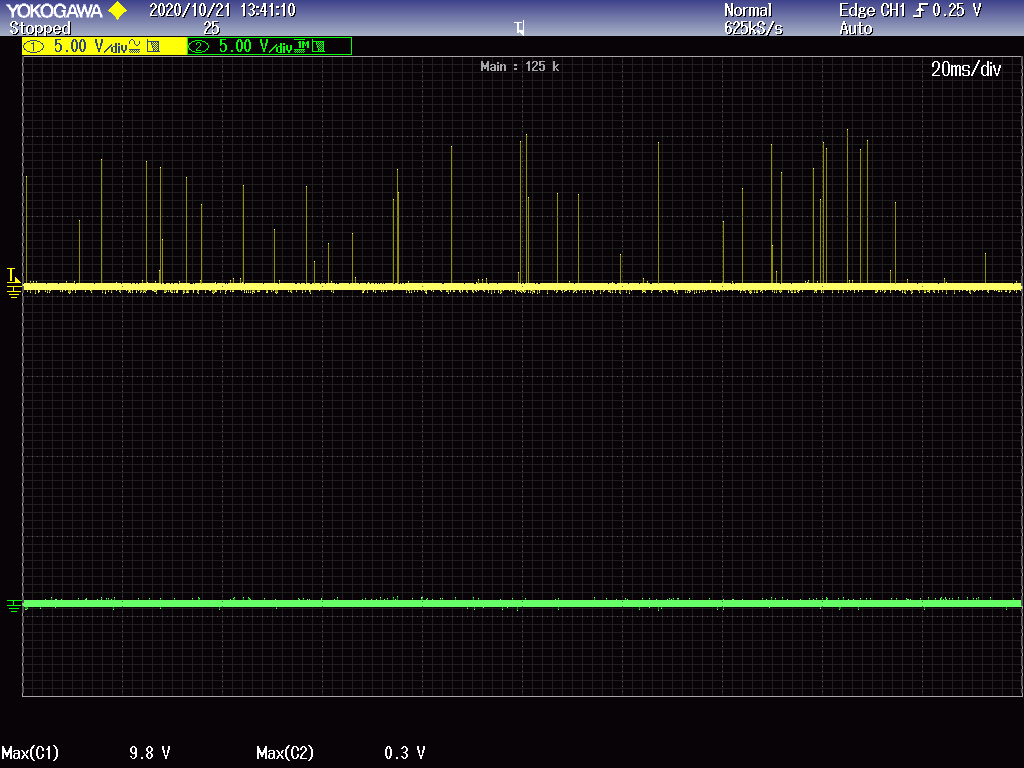 YOKOGAWA 2020/10/21 13:41:10 Normal Edge CH1 0.25 V
Stopped 25 T 625kS/s Auto
1 5.00 V/div 2 5.00 V/div 1M
Main : 125 k
20ms/div
T
Max(C1) 9.8 V Max(C2) 0.3 V